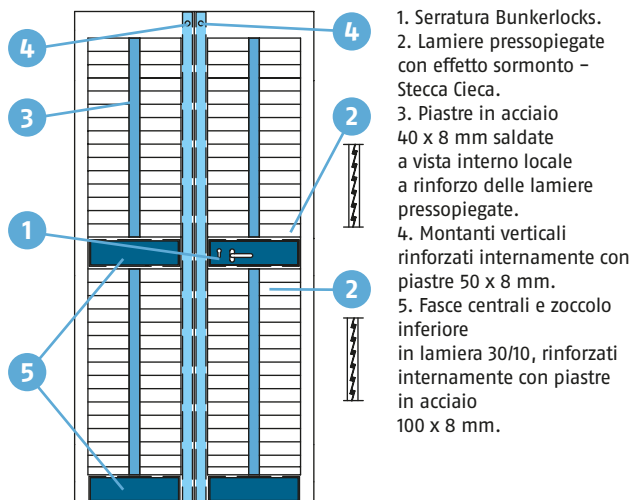 1. Serratura Bunkerlocks.
2. Lamiere pressopiegate
con effetto sormonto –
Stecca Cieca.
3. Piastre in acciaio
40 x 8 mm saldate
a vista interno locale
a rinforzo delle lamiere
pressopiegate.
4. Montanti verticali
rinforzati internamente con
piastre 50 x 8 mm.
5. Fasce centrali e zoccolo
inferiore
in lamiera 30/10, rinforzati
internamente con piastre
in acciaio
100 x 8 mm.
4
4
3
2
1
2
5